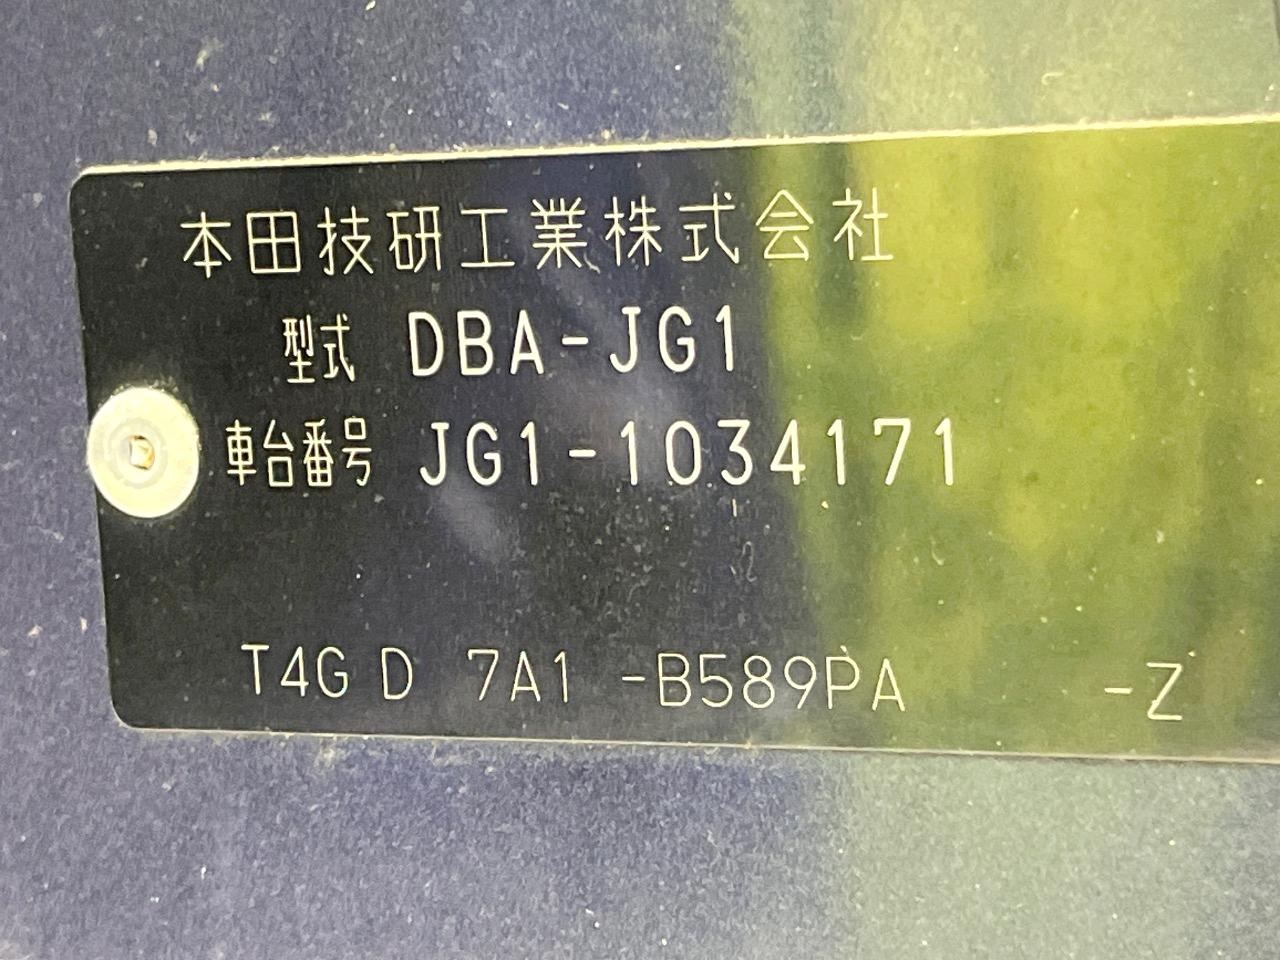 本田技研工業株式会社
型式 DBA-JG1
車台番号 JG1-1034171
T4G D 7A1 -B589PA -Z